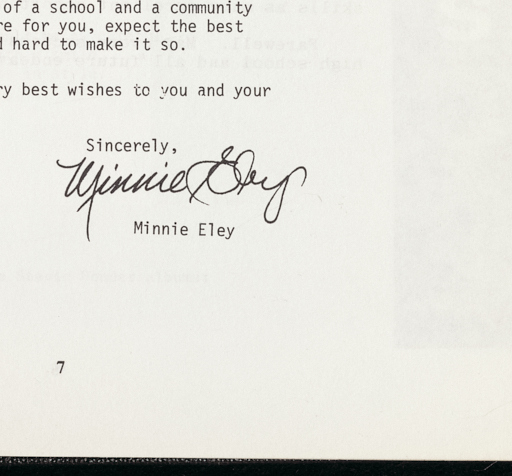 of a school and a community
re for you, expect the best
d hard to make it so.
ry best wishes to you and your
Sincerely,
Minnie Eley
Minnie Eley
7